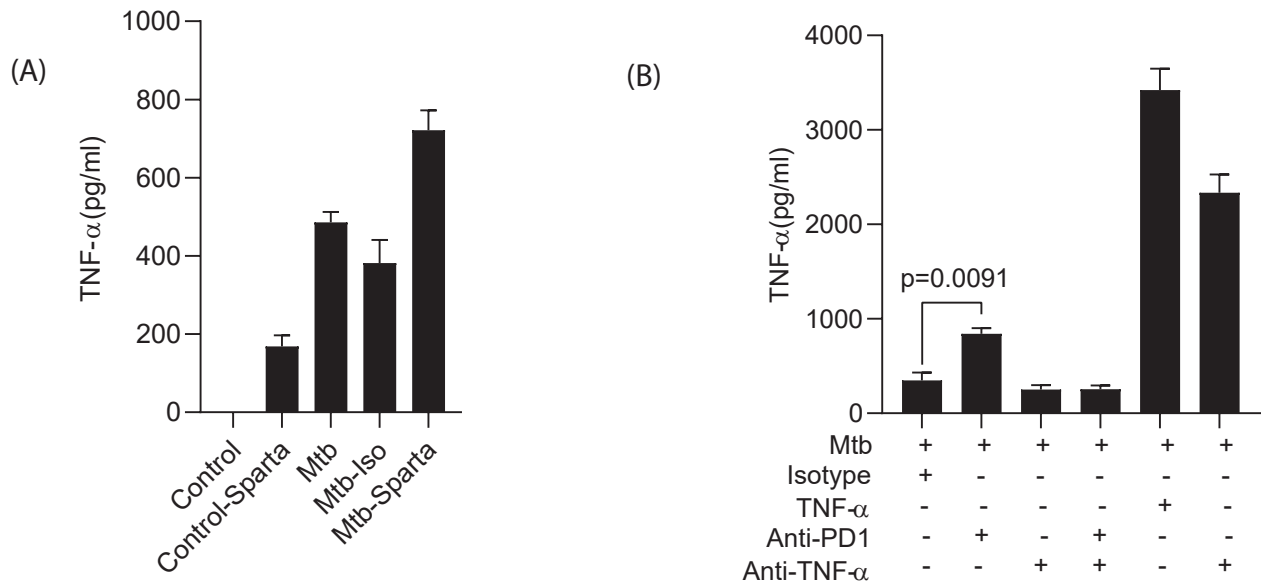 (A)
TNF-α(pg/ml)
1000
800
600
400
200
0
Control
Control-Sparta
Mtb
Mtb-Iso
Mtb-Sparta
(B)
TNF-α(pg/ml)
4000
3000
2000
1000
0
p=0.0091
Mtb + + + + + +
Isotype + - - - - -
TNF-α - - - - + -
Anti-PD1 - + - + - -
Anti-TNF-α - - + + - +